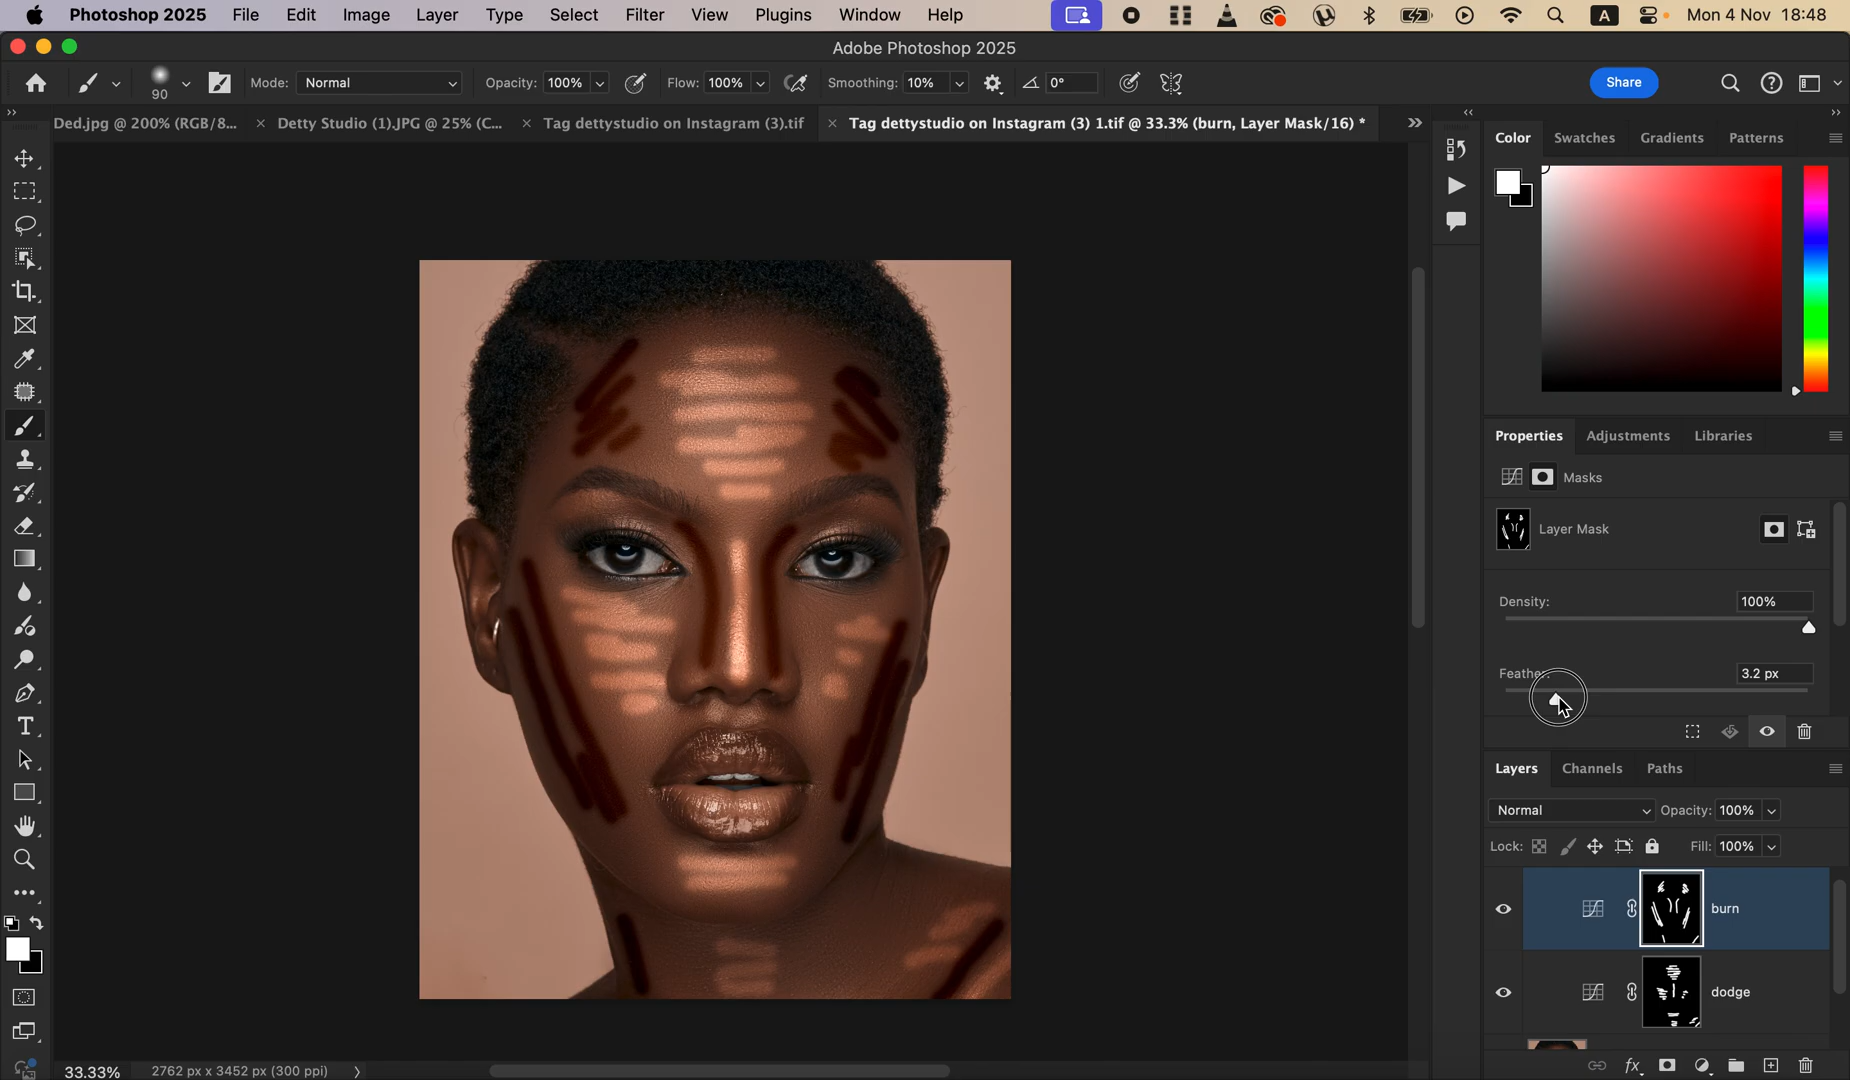 Photoshop 2025 File Edit Image Layer Type Select Filter View Plugins Window Help A Mon 4 Nov 18:48
Adobe Photoshop 2025
90 Mode: Normal Opacity: 100% Flow: 100% Smoothing: 10% 0° Share
Ded.jpg @ 200% (RGB/8... × Detty Studio (1).JPG @ 25% (C... × Tag dettystudio on Instagram (3).tif × Tag dettystudio on Instagram (3) 1.tif @ 33.3% (burn, Layer Mask/16) *
Color Swatches Gradients Patterns
Properties Adjustments Libraries
Masks
Layer Mask
Density: 100%
Feather: 3.2 px
Layers Channels Paths
Normal Opacity: 100%
Lock: Fill: 100%
burn
dodge
33.33% 2762 px x 3452 px (300 ppi)